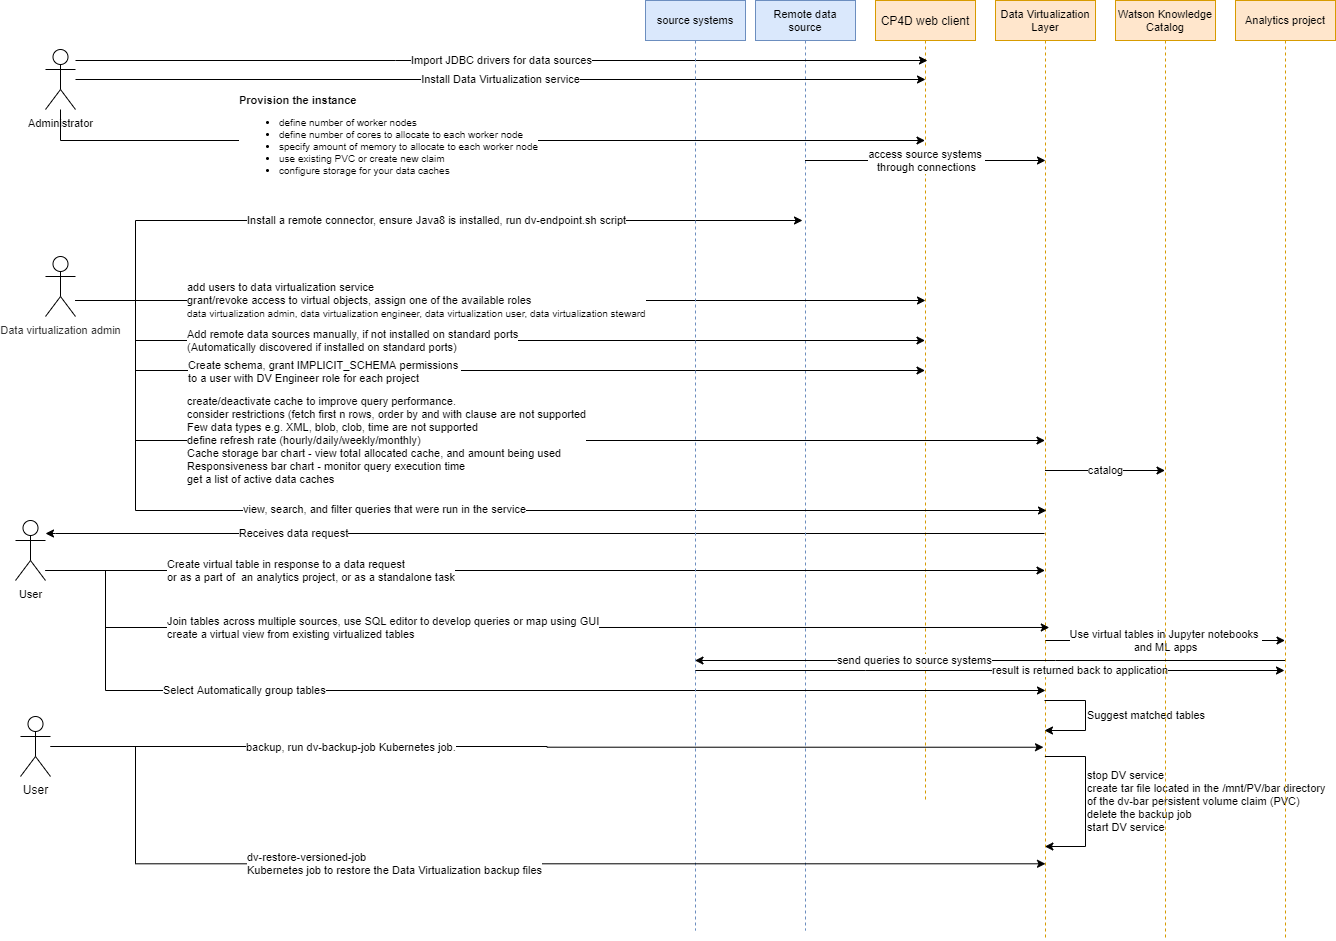 source systems
Remote data
source
CP4D web client
Data Virtualization
Layer
Watson Knowledge
Catalog
Analytics project
Import JDBC drivers for data sources
Install Data Virtualization service
Administrator
Provision the instance
define number of worker nodes
define number of cores to allocate to each worker node
specify amount of memory to allocate to each worker node
use existing PVC or create new claim
configure storage for your data caches
access source systems
through connections
Install a remote connector, ensure Java8 is installed, run dv-endpoint.sh script
Data virtualization admin
add users to data virtualization service
grant/revoke access to virtual objects, assign one of the available roles
data virtualization admin, data virtualization engineer, data virtualization user, data virtualization steward
Add remote data sources manually, if not installed on standard ports
(Automatically discovered if installed on standard ports)
Create schema, grant IMPLICIT_SCHEMA permissions
to a user with DV Engineer role for each project
create/deactivate cache to improve query performance.
consider restrictions (fetch first n rows, order by and with clause are not supported
Few data types e.g. XML, blob, clob, time are not supported
define refresh rate (hourly/daily/weekly/monthly)
Cache storage bar chart - view total allocated cache, and amount being used
Responsiveness bar chart - monitor query execution time
get a list of active data caches
catalog
view, search, and filter queries that were run in the service
Receives data request
User
Create virtual table in response to a data request
or as a part of  an analytics project, or as a standalone task
Join tables across multiple sources, use SQL editor to develop queries or map using GUI
create a virtual view from existing virtualized tables
Use virtual tables in Jupyter notebooks
and ML apps
send queries to source systems
result is returned back to application
Select Automatically group tables
Suggest matched tables
User
backup, run dv-backup-job Kubernetes job.
stop DV service
create tar file located in the /mnt/PV/bar directory
of the dv-bar persistent volume claim (PVC)
delete the backup job
start DV service
dv-restore-versioned-job
Kubernetes job to restore the Data Virtualization backup files